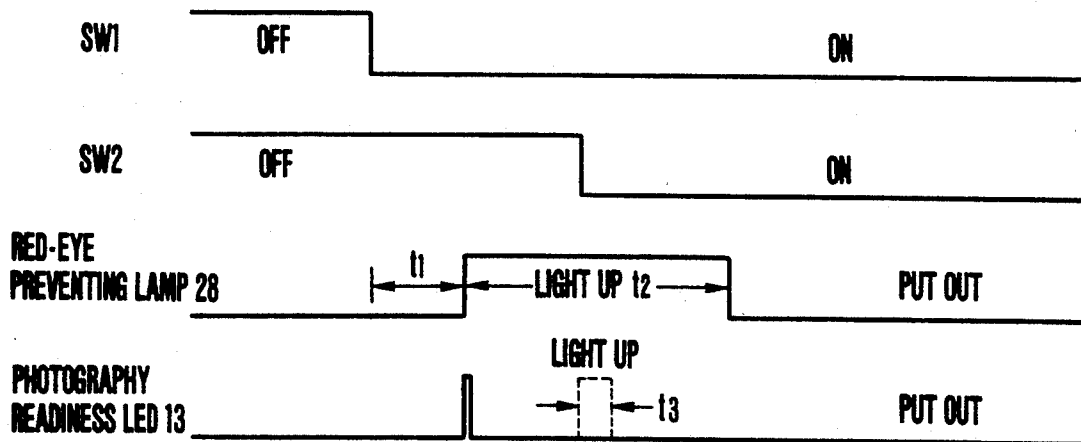 SW1 OFF ON
SW2 OFF ON
RED-EYE
PREVENTING LAMP 28 t1 LIGHT UP t2 PUT OUT
LIGHT UP
PHOTOGRAPHY
READINESS LED 13 t3 PUT OUT